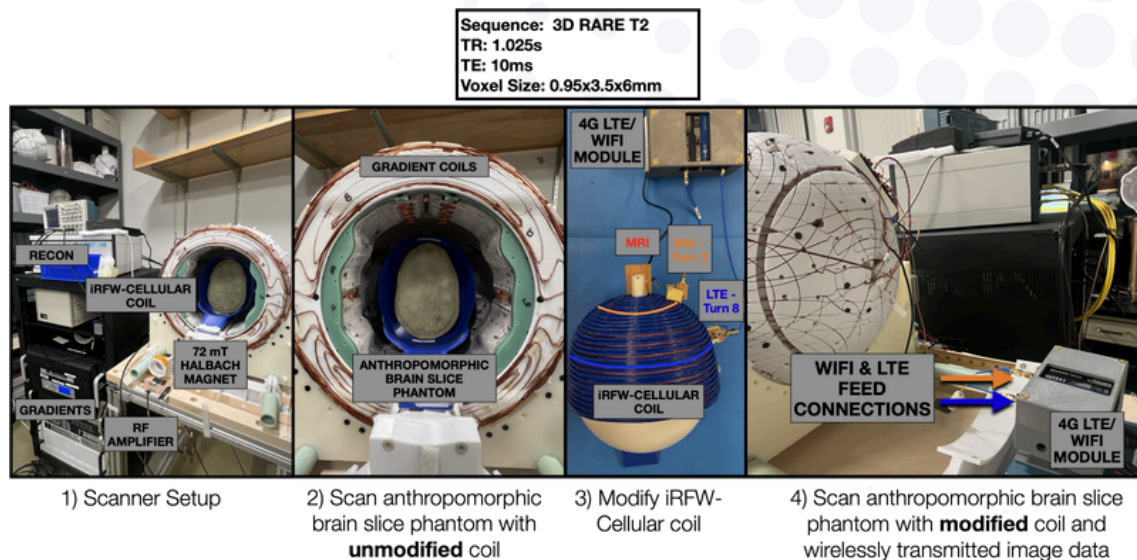 Sequence: 3D RARE T2
TR: 1.025s
TE: 10ms
Voxel Size: 0.95x3.5x6mm
RECON
iRFW-CELLULAR
COIL
72 mT
HALBACH
MAGNET
GRADIENTS
RF
AMPLIFIER
GRADIENT COILS
ANTHROPOMORPHIC
BRAIN SLICE
PHANTOM
4G LTE/
WIFI
MODULE
MRI
WIFI -
LTE -
Turn 8
iRFW-CELLULAR
COIL
WIFI & LTE
FEED
CONNECTIONS
4G LTE/
WIFI
MODULE
1) Scanner Setup
2) Scan anthropomorphic
brain slice phantom with
unmodified coil
3) Modify iRFW-
Cellular coil
4) Scan anthropomorphic brain slice
phantom with modified coil and
wirelessly transmitted image data